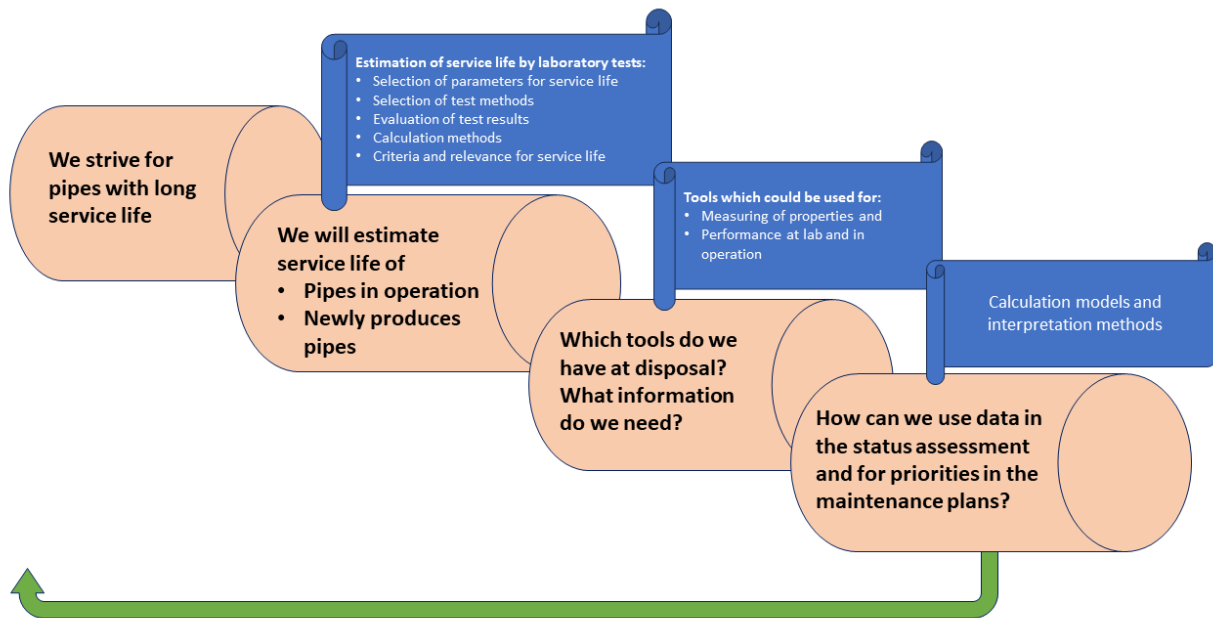 We strive for
pipes with long
service life
Estimation of service life by laboratory tests:
• Selection of parameters for service life
• Selection of test methods
• Evaluation of test results
• Calculation methods
• Criteria and relevance for service life
We will estimate
service life of
• Pipes in operation
• Newly produces
pipes
Tools which could be used for:
• Measuring of properties and
• Performance at lab and in
operation
Which tools do we
have at disposal?
What information
do we need?
Calculation models and
interpretation methods
How can we use data in
the status assessment
and for priorities in the
maintenance plans?